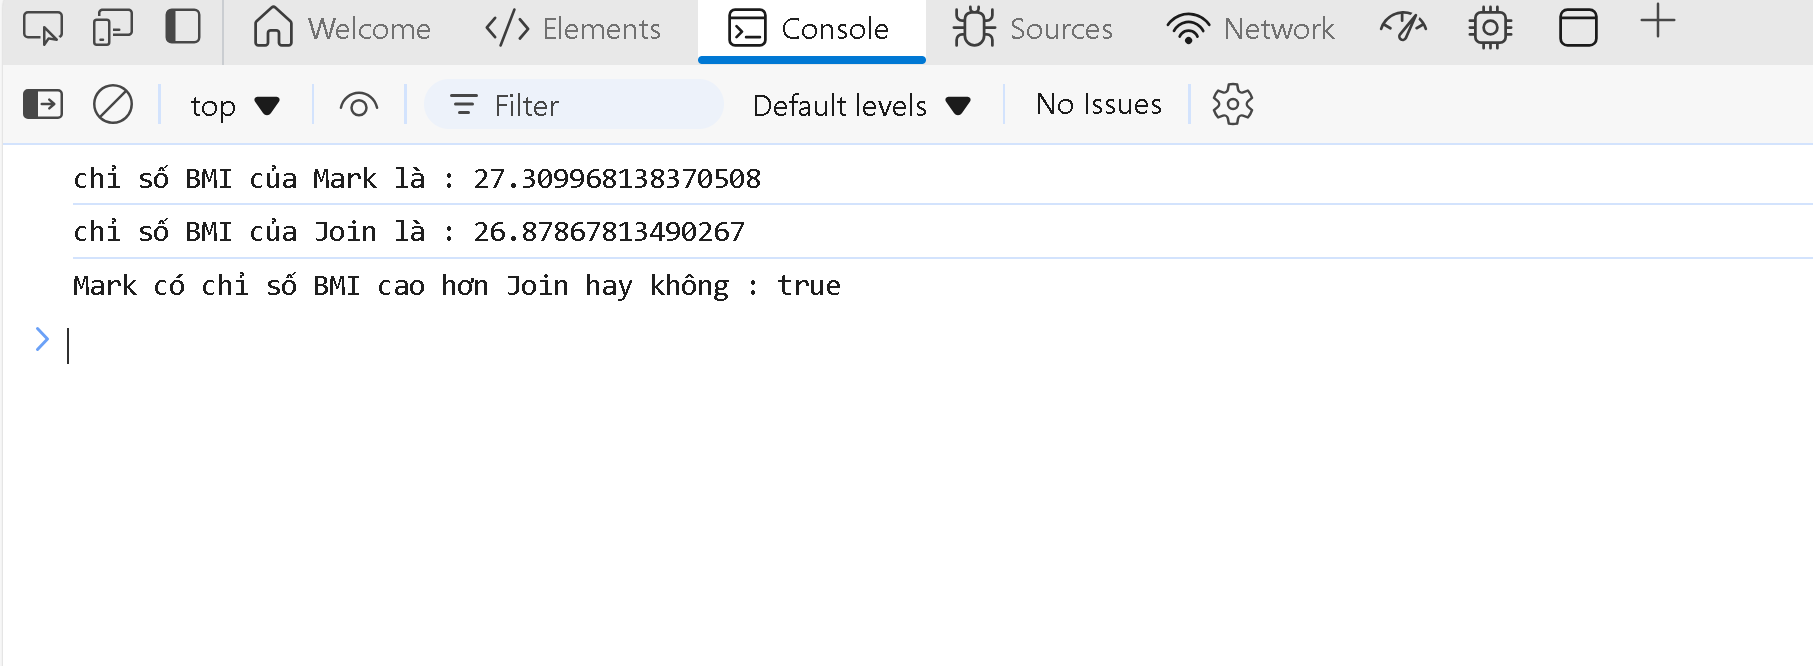 Welcome Elements Console Sources Network
top Filter Default levels No Issues
chỉ số BMI của Mark là : 27.309968138370508
chỉ số BMI của Join là : 26.87867813490267
Mark có chỉ số BMI cao hơn Join hay không : true